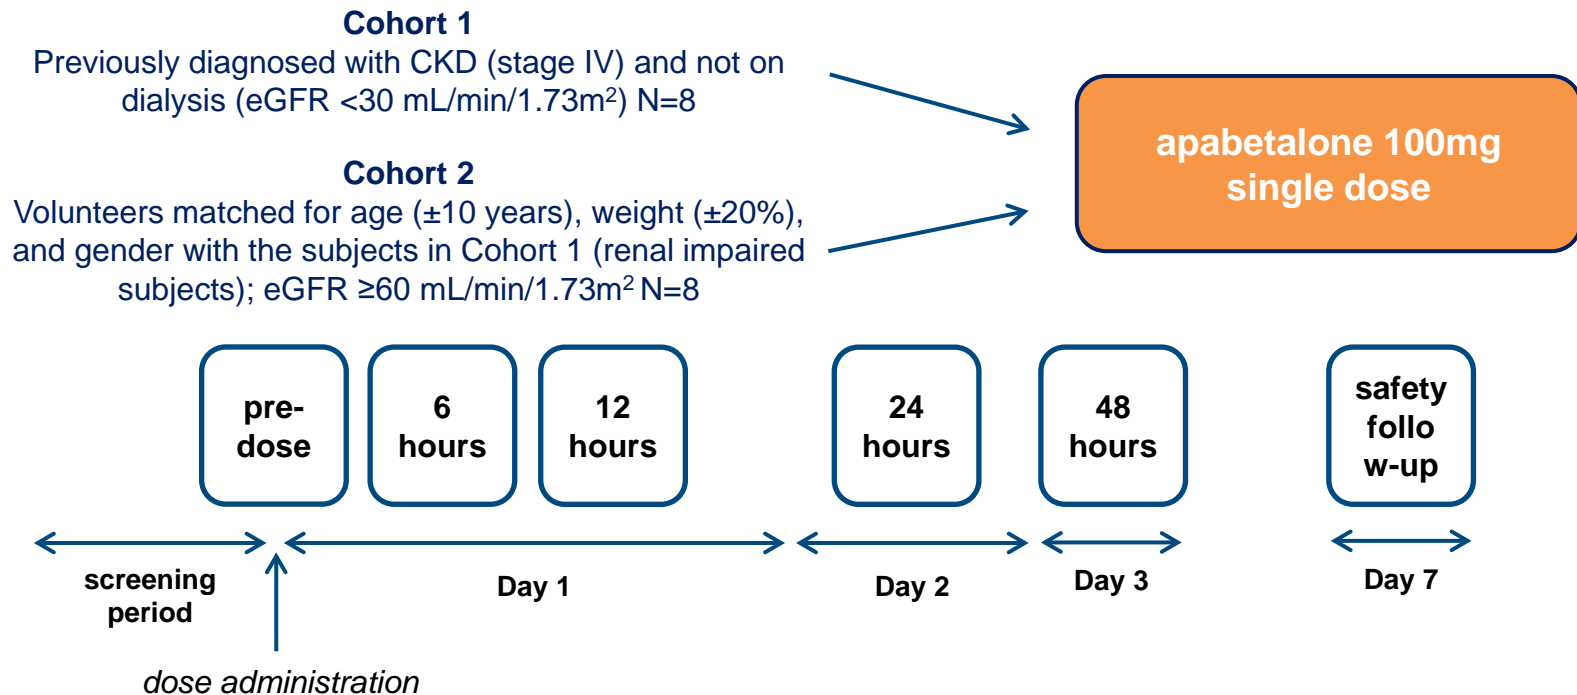 Cohort 1
Previously diagnosed with CKD (stage IV) and not on
dialysis (eGFR <30 mL/min/1.73m²) N=8
Cohort 2
Volunteers matched for age (±10 years), weight (±20%),
and gender with the subjects in Cohort 1 (renal impaired
subjects); eGFR ≥60 mL/min/1.73m² N=8
apabetalone 100mg
single dose
pre-
dose
6
hours
12
hours
24
hours
48
hours
safety
follo
w-up
screening
period
Day 1
Day 2
Day 3
Day 7
dose administration